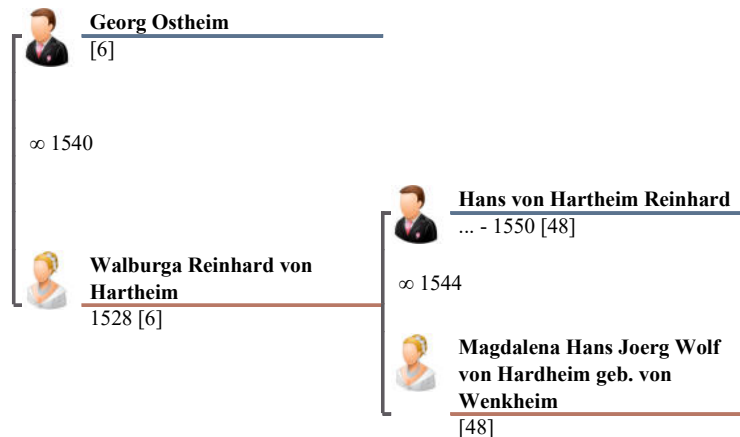 Georg Ostheim
[6]
∞ 1540
Walburga Reinhard von
Hartheim
1528 [6]
Hans von Hartheim Reinhard
... - 1550 [48]
∞ 1544
Magdalena Hans Joerg Wolf
von Hardheim geb. von
Wenkheim
[48]